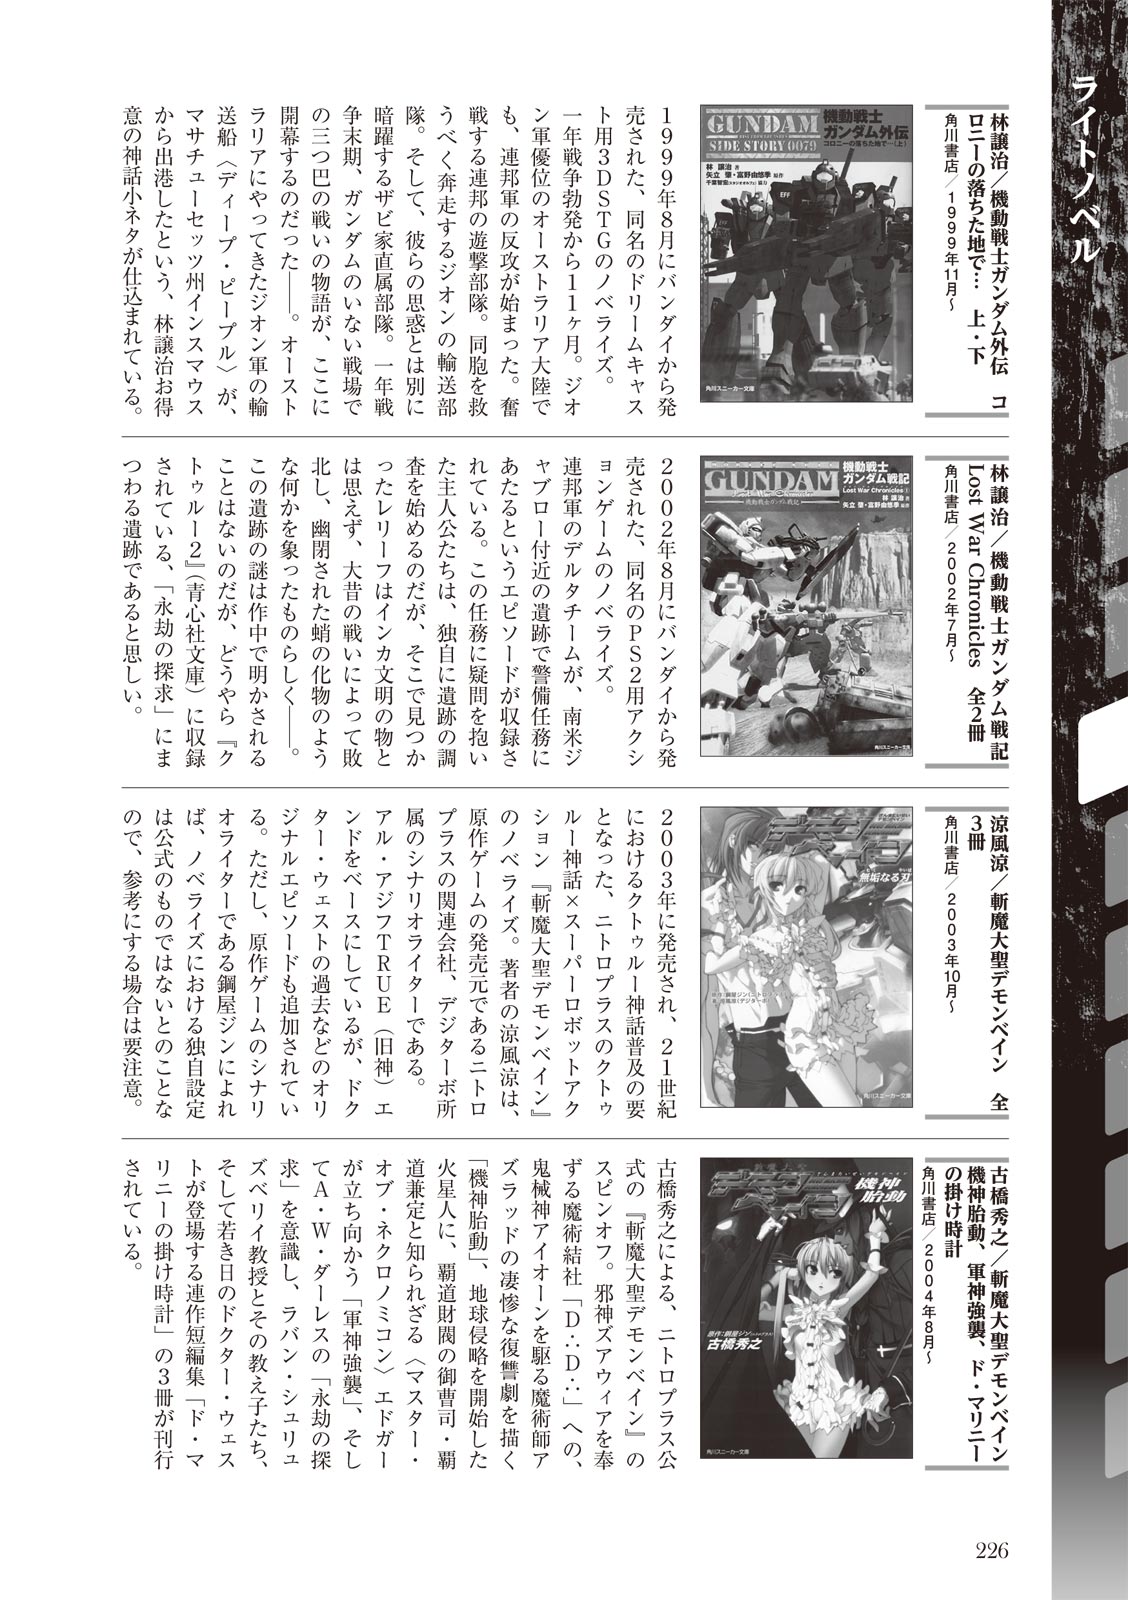 ライトノベル
林譲治／機動戦士ガンダム外伝　コ
ロニーの落ちた地で…　上・下
角川書店／1999年11月～
GUNDAM
SIDE STORY 0079
機動戦士
ガンダム外伝
コロニーの落ちた地で…(上)
林 譲治 著
矢立 肇・富野由悠季 原作
角川スニーカー文庫
１９９９年８月にバンダイから発
売された、同名のドリームキャス
ト用３ＤＳＴＧのノベライズ。
一年戦争勃発から１１ヶ月。ジオ
ン軍優位のオーストラリア大陸で
も、連邦軍の反攻が始まった。奮
戦する連邦の遊撃部隊。同胞を救
うべく奔走するジオンの輸送部
隊。そして、彼らの思惑とは別に
暗躍するザビ家直属部隊。一年戦
争末期、ガンダムのいない戦場で
の三つ巴の戦いの物語が、ここに
開幕するのだった――。オースト
ラリアにやってきたジオン軍の輸
送船〈ディープ・ピープル〉が、
マサチューセッツ州インスマウス
から出港したという、林譲治お得
意の神話小ネタが仕込まれている。
林譲治／機動戦士ガンダム戦記
Lost War Chronicles　全2冊
角川書店／2002年7月～
GUNDAM
Lost War Chronicles
機動戦士ガンダム戦記
機動戦士
ガンダム戦記
Lost War Chronicles 1
林 譲治 著
矢立 肇・富野由悠季 原作
角川スニーカー文庫
２００２年８月にバンダイから発
売された、同名のＰＳ２用アクシ
ョンゲームのノベライズ。
連邦軍のデルタチームが、南米ジ
ャブロー付近の遺跡で警備任務に
あたるというエピソードが収録さ
れている。この任務に疑問を抱い
た主人公たちは、独自に遺跡の調
査を始めるのだが、そこで見つか
ったレリーフはインカ文明の物と
は思えず、大昔の戦いによって敗
北し、幽閉された蛸の化物のよう
な何かを象ったものらしく――。
この遺跡の謎は作中で明かされる
ことはないのだが、どうやら『ク
トゥルー２』（青心社文庫）に収録
されている、「永劫の探求」にま
つわる遺跡であると思しい。
涼風涼／斬魔大聖デモンベイン　全
3冊
角川書店／2003年10月～
デモンベイン
無垢なる刃
角川スニーカー文庫
２００３年に発売され、２１世紀
におけるクトゥルー神話普及の要
となった、ニトロプラスのクトゥ
ルー神話×スーパーロボットアク
ション『斬魔大聖デモンベイン』
のノベライズ。著者の涼風涼は、
原作ゲームの発売元であるニトロ
プラスの関連会社、デジターボ所
属のシナリオライターである。
アル・アジフＴＲＵＥ（旧神）エ
ンドをベースにしているが、ドク
ター・ウェストの過去などのオリ
ジナルエピソードも追加されてい
る。ただし、原作ゲームのシナリ
オライターである鋼屋ジンによれ
ば、ノベライズにおける独自設定
は公式のものではないとのことな
ので、参考にする場合は要注意。
古橋秀之／斬魔大聖デモンベイン
機神胎動、軍神強襲、ド・マリニー
の掛け時計
角川書店／2004年8月～
デモンベイン
機神胎動
古橋秀之
角川スニーカー文庫
古橋秀之による、ニトロプラス公
式の『斬魔大聖デモンベイン』の
スピンオフ。邪神ズアウィアを奉
ずる魔術結社「Ｄ∴Ｄ∴」への、
鬼械神アイオーンを駆る魔術師ア
ズラッドの凄惨な復讐劇を描く
「機神胎動」、地球侵略を開始した
火星人に、覇道財閥の御曹司・覇
道兼定と知られざる〈マスター・
オブ・ネクロノミコン〉エドガー
が立ち向かう「軍神強襲」、そし
てＡ・Ｗ・ダーレスの「永劫の探
求」を意識し、ラバン・シュリュ
ズベリイ教授とその教え子たち、
そして若き日のドクター・ウェス
トが登場する連作短編集「ド・マ
リニーの掛け時計」の３冊が刊行
されている。
226